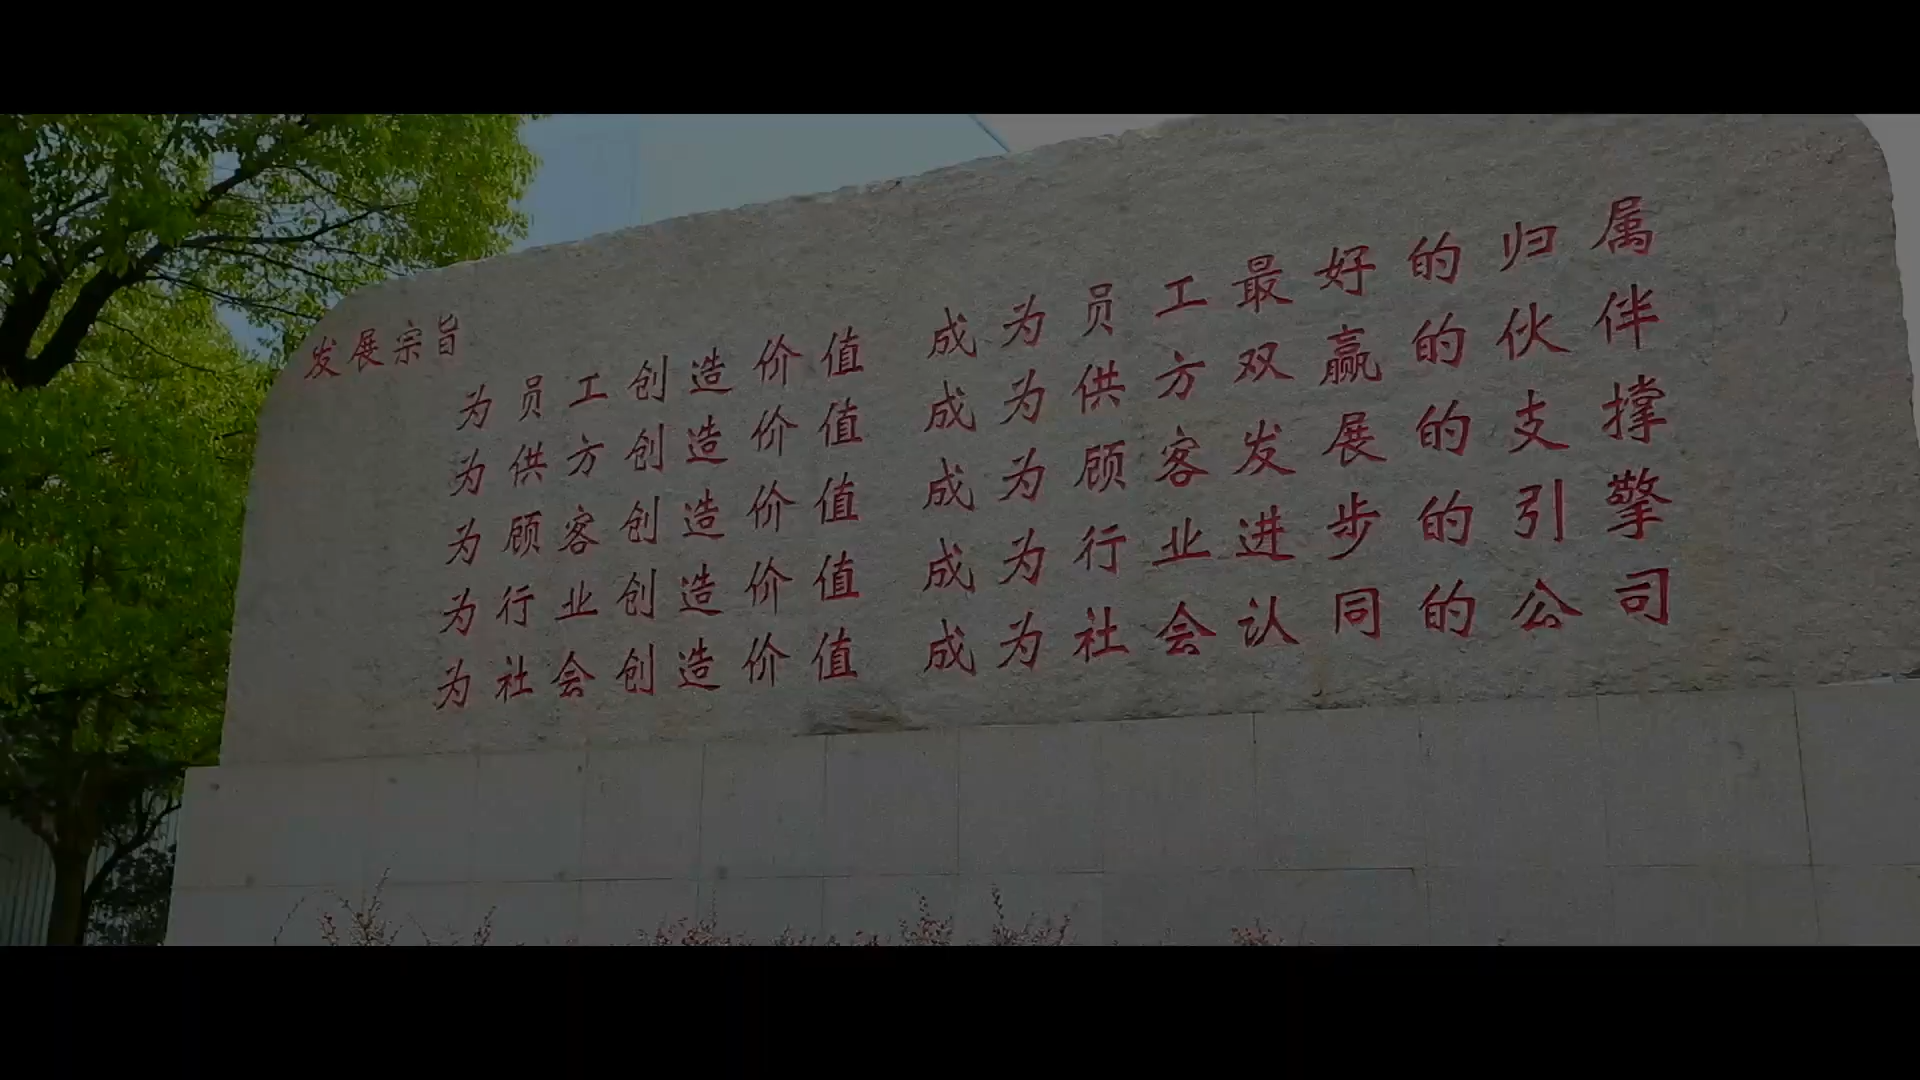 发展宗旨
为员工创造价值 成为员工最好的归属
为供方创造价值 成为供方双赢的伙伴
为顾客创造价值 成为顾客发展的支撑
为行业创造价值 成为行业进步的引擎
为社会创造价值 成为社会认同的公司